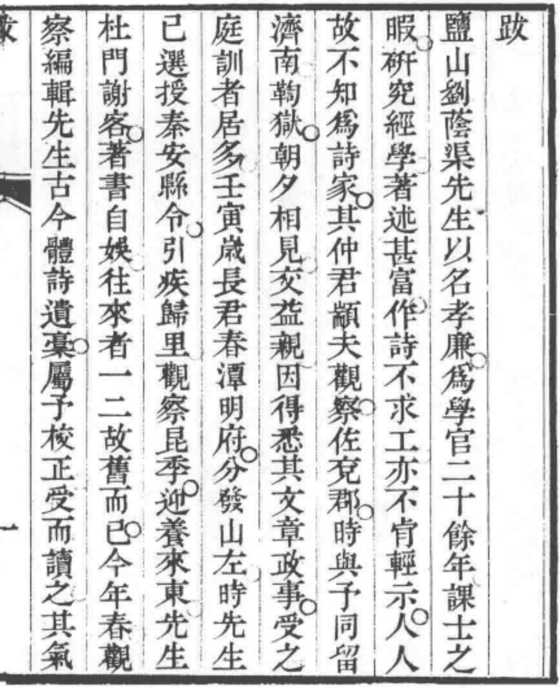 跋
鹽山劉蔭渠先生以名孝廉爲學官二十餘年課士之
暇硏究經學著述甚富作詩不求工亦不肯輕示人人
故不知爲詩家其仲君顓夫觀察佐兗郡時與予同留
濟南鞫獄朝夕相見交益親因得悉其文章政事受之
庭訓者居多壬寅歲長君春潭明府分發山左時先生
已選授秦安縣令引疾歸里觀察昆季迎養來東先生
杜門謝客著書自娛往來者一二故舊而已今年春觀
察編輯先生古今體詩遺稾屬予校正受而讀之其氣
跋
一